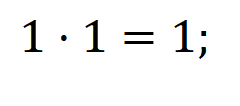 1 · 1 = 1;